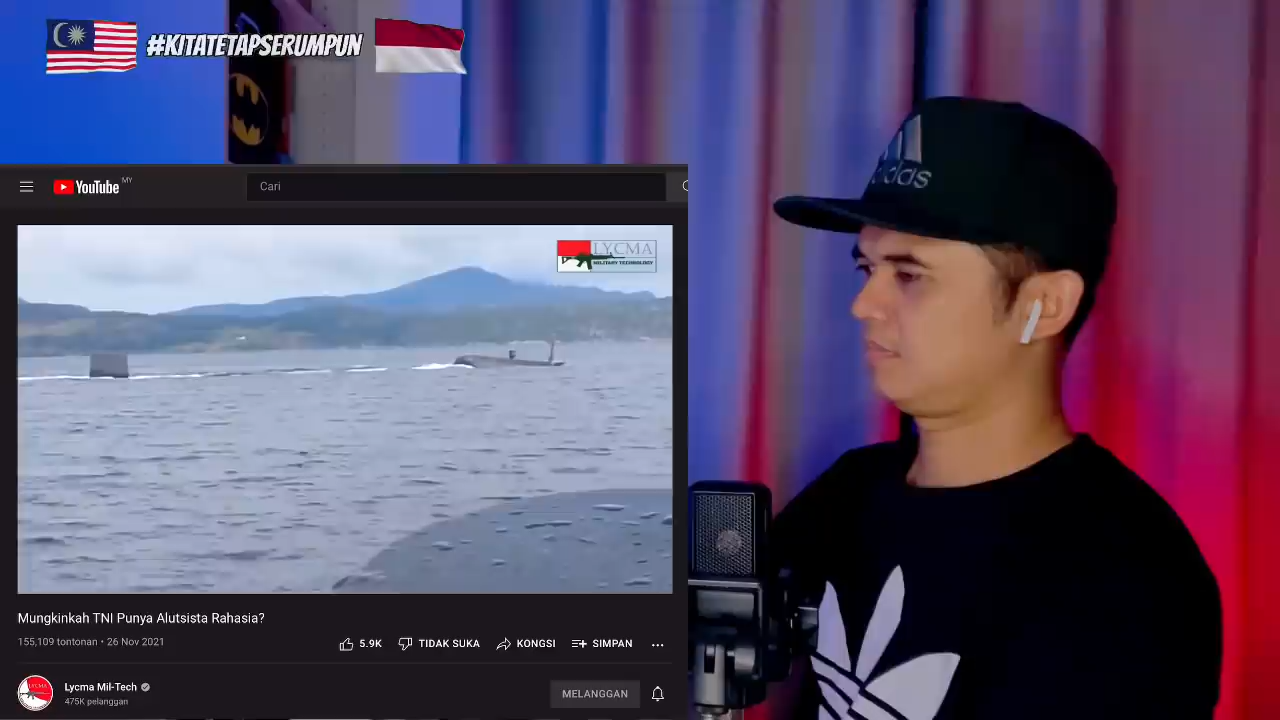 #KITATETAPSERUMPUN
YouTube MY
Cari
LYCMA
MILITARY TECHNOLOGY
adidas
Mungkinkah TNI Punya Alutsista Rahasia?
155,109 tontonan • 26 Nov 2021
5.9K
TIDAK SUKA
KONGSI
SIMPAN
LYCMA
Lycma Mil-Tech
475K pelanggan
MELANGGAN